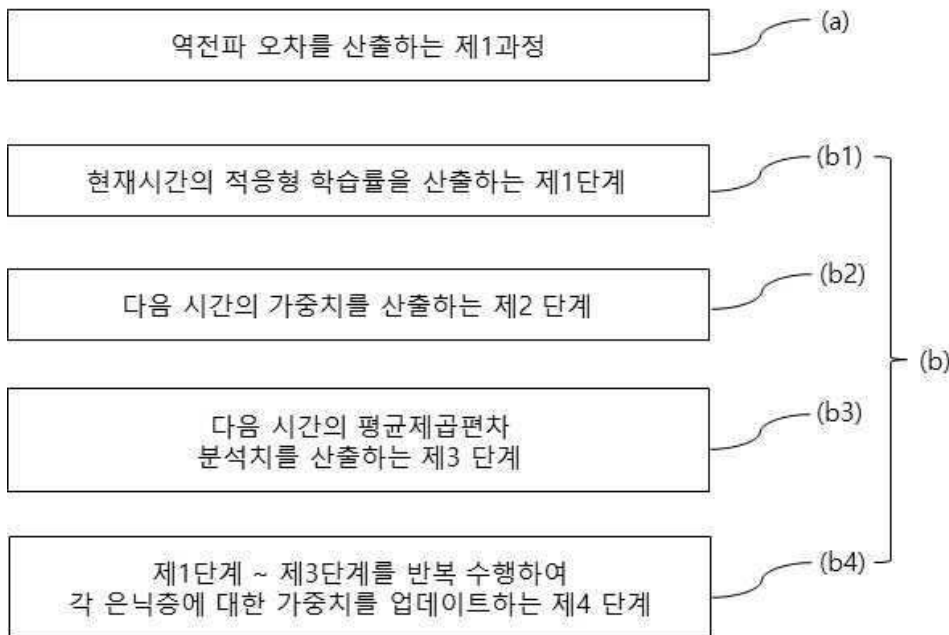 역전파 오차를 산출하는 제1과정
(a)
현재시간의 적응형 학습률을 산출하는 제1단계
(b1)
다음 시간의 가중치를 산출하는 제2 단계
(b2)
(b)
다음 시간의 평균제곱편차
분석치를 산출하는 제3 단계
(b3)
제1단계 ~ 제3단계를 반복 수행하여
각 은닉층에 대한 가중치를 업데이트하는 제4 단계
(b4)